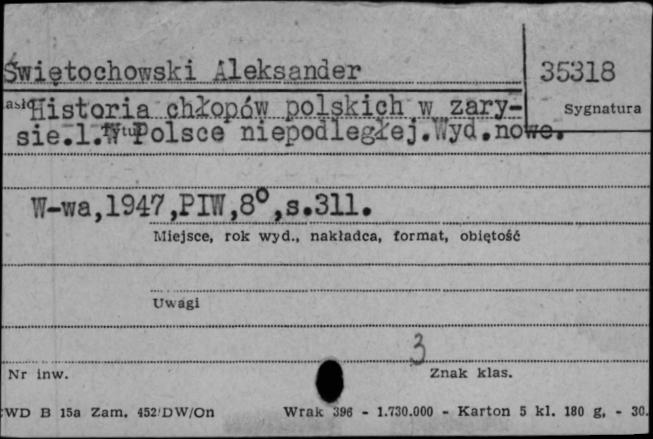 Świętochowski Aleksander
35318
Historia chłopów polskich w zary-
Sygnatura
sie.1.W Polsce niepodległej.Wyd.nowe.
W-wa,1947,PIW,8°,s.311.
Miejsce, rok wyd., nakładca, format, objętość
Uwagi
3
Nr inw.
Znak klas.
CWD B 15a Zam. 452/DW/On Wrak 396 - 1.730.000 - Karton 5 kl. 180 g. - 30.